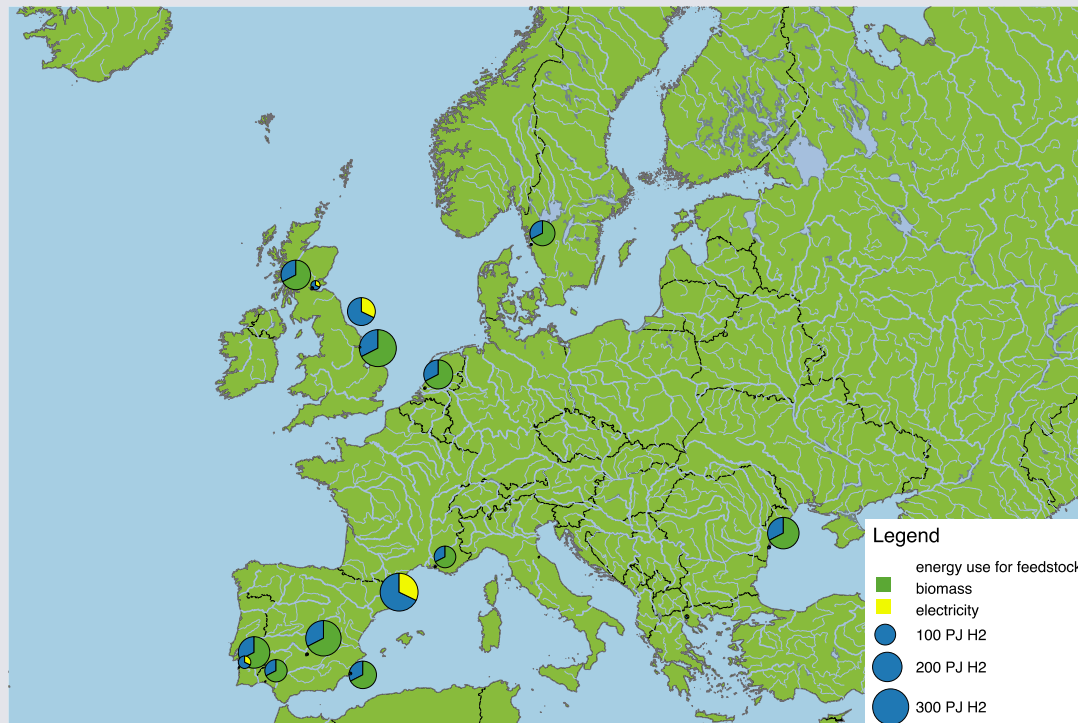 Legend
energy use for feedstock
biomass
electricity
100 PJ H2
200 PJ H2
300 PJ H2